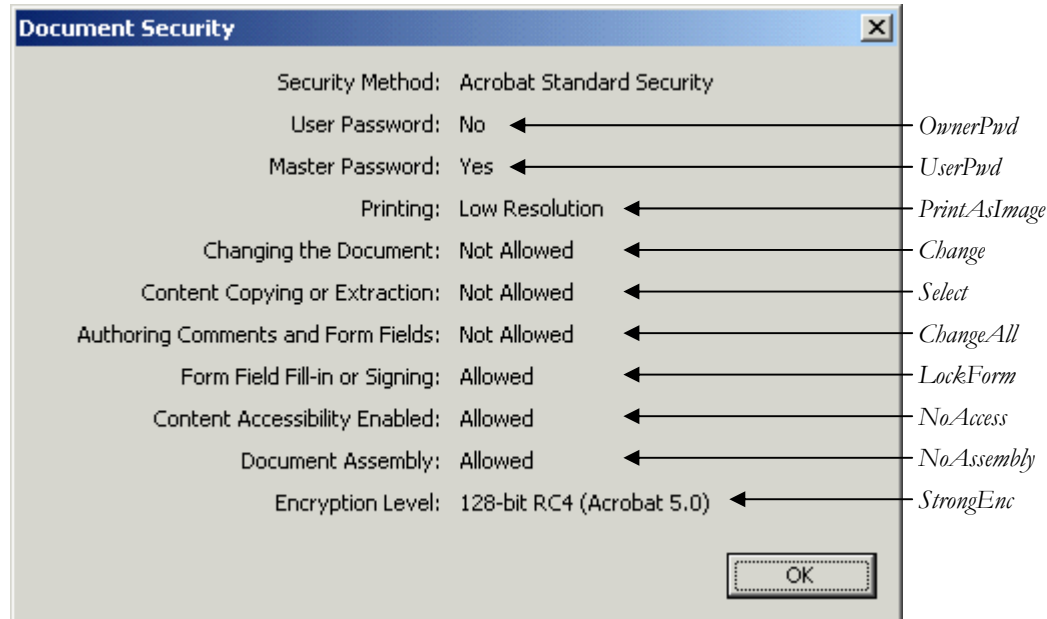 Document Security
Security Method: Acrobat Standard Security
User Password: No OwnerPwd
Master Password: Yes UserPwd
Printing: Low Resolution PrintAsImage
Changing the Document: Not Allowed Change
Content Copying or Extraction: Not Allowed Select
Authoring Comments and Form Fields: Not Allowed ChangeAll
Form Field Fill-in or Signing: Allowed LockForm
Content Accessibility Enabled: Allowed NoAccess
Document Assembly: Allowed NoAssembly
Encryption Level: 128-bit RC4 (Acrobat 5.0) StrongEnc
OK